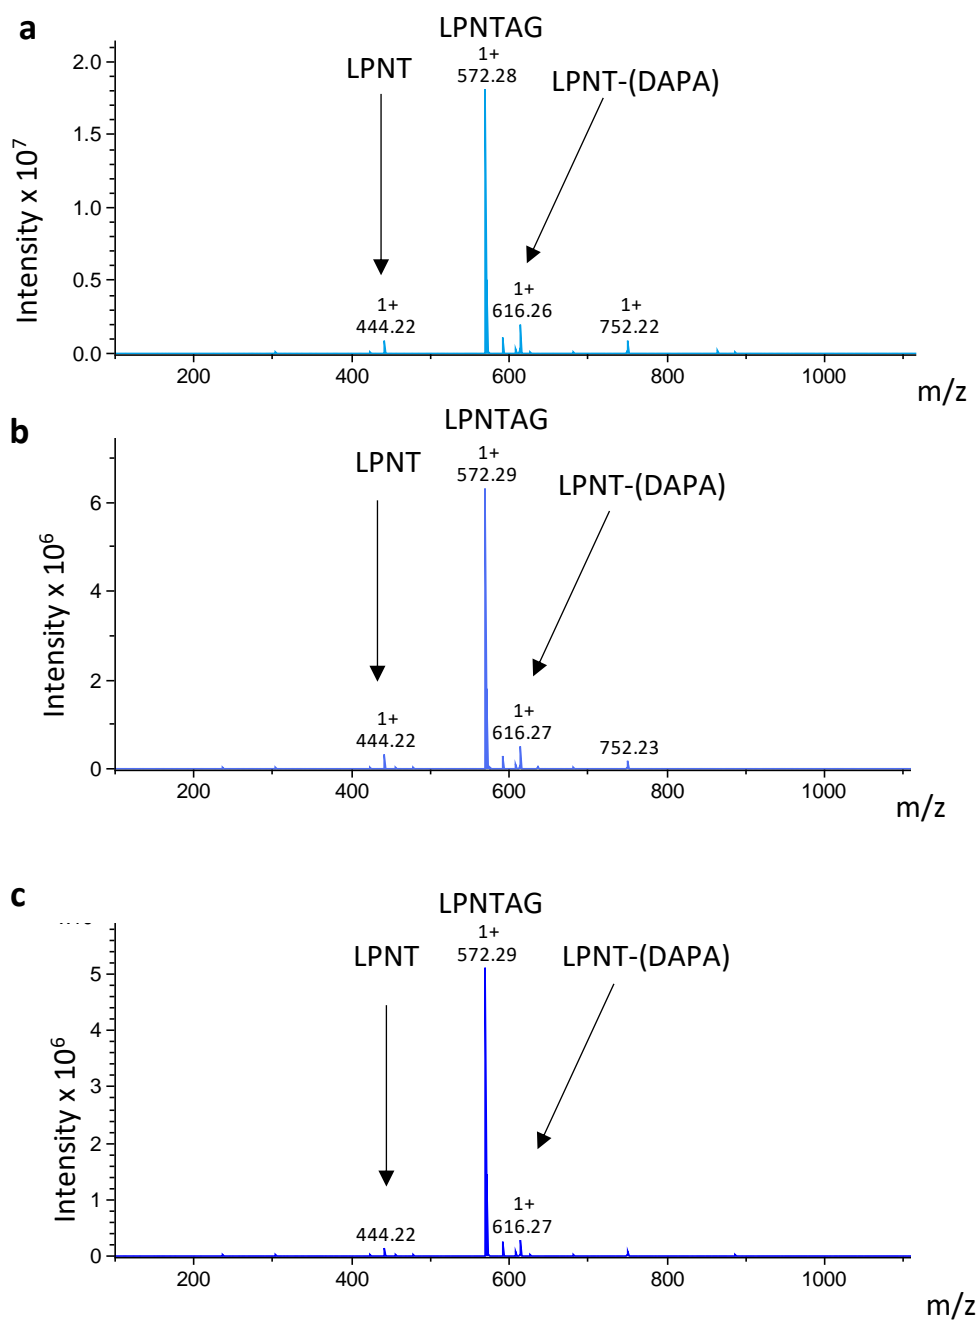 a
LPNTAG
LPNT
1+
572.28
LPNT-(DAPA)
2.0
1.5
1.0
0.5
0.0
Intensity x 10⁷
1+
444.22
1+
616.26
1+
752.22
200 400 600 800 1000
m/z
b
LPNTAG
LPNT
1+
572.29
LPNT-(DAPA)
6
4
2
0
Intensity x 10⁶
1+
444.22
1+
616.27
752.23
200 400 600 800 1000
m/z
c
LPNTAG
LPNT
1+
572.29
LPNT-(DAPA)
5
4
3
2
1
0
Intensity x 10⁶
444.22
1+
616.27
200 400 600 800 1000
m/z